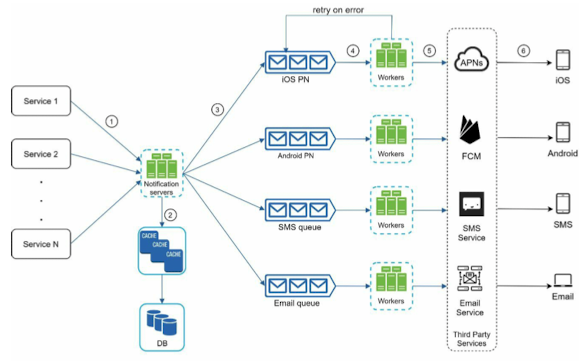 retry on error
4
5
6
iOS PN
Workers
APNs
iOS
Service 1
1
3
Service 2
Android PN
Workers
FCM
Android
Notification
servers
2
CACHE
CACHE
CACHE
SMS queue
Workers
SMS
Service
SMS
Service N
Email queue
Workers
Email
Service
Email
DB
Third Party
Services